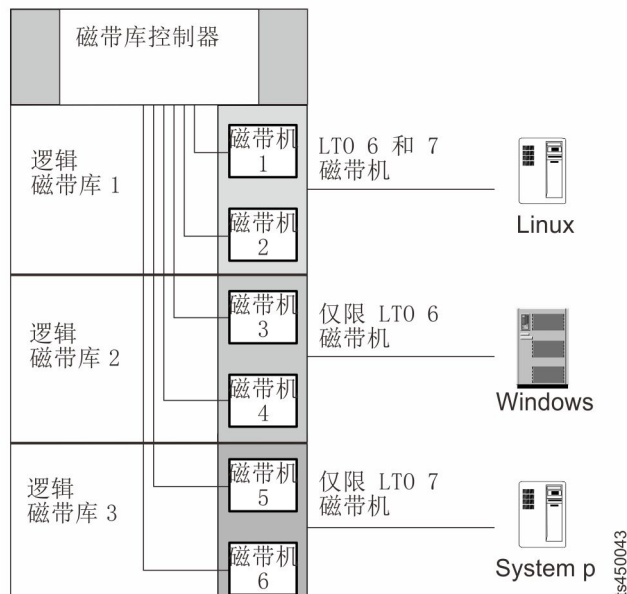 磁带库控制器
逻辑
磁带库 1
磁带机
1
磁带机
2
LTO 6 和 7
磁带机
Linux
逻辑
磁带库 2
磁带机
3
磁带机
4
仅限 LTO 6
磁带机
Windows
逻辑
磁带库 3
磁带机
5
磁带机
6
仅限 LTO 7
磁带机
System p